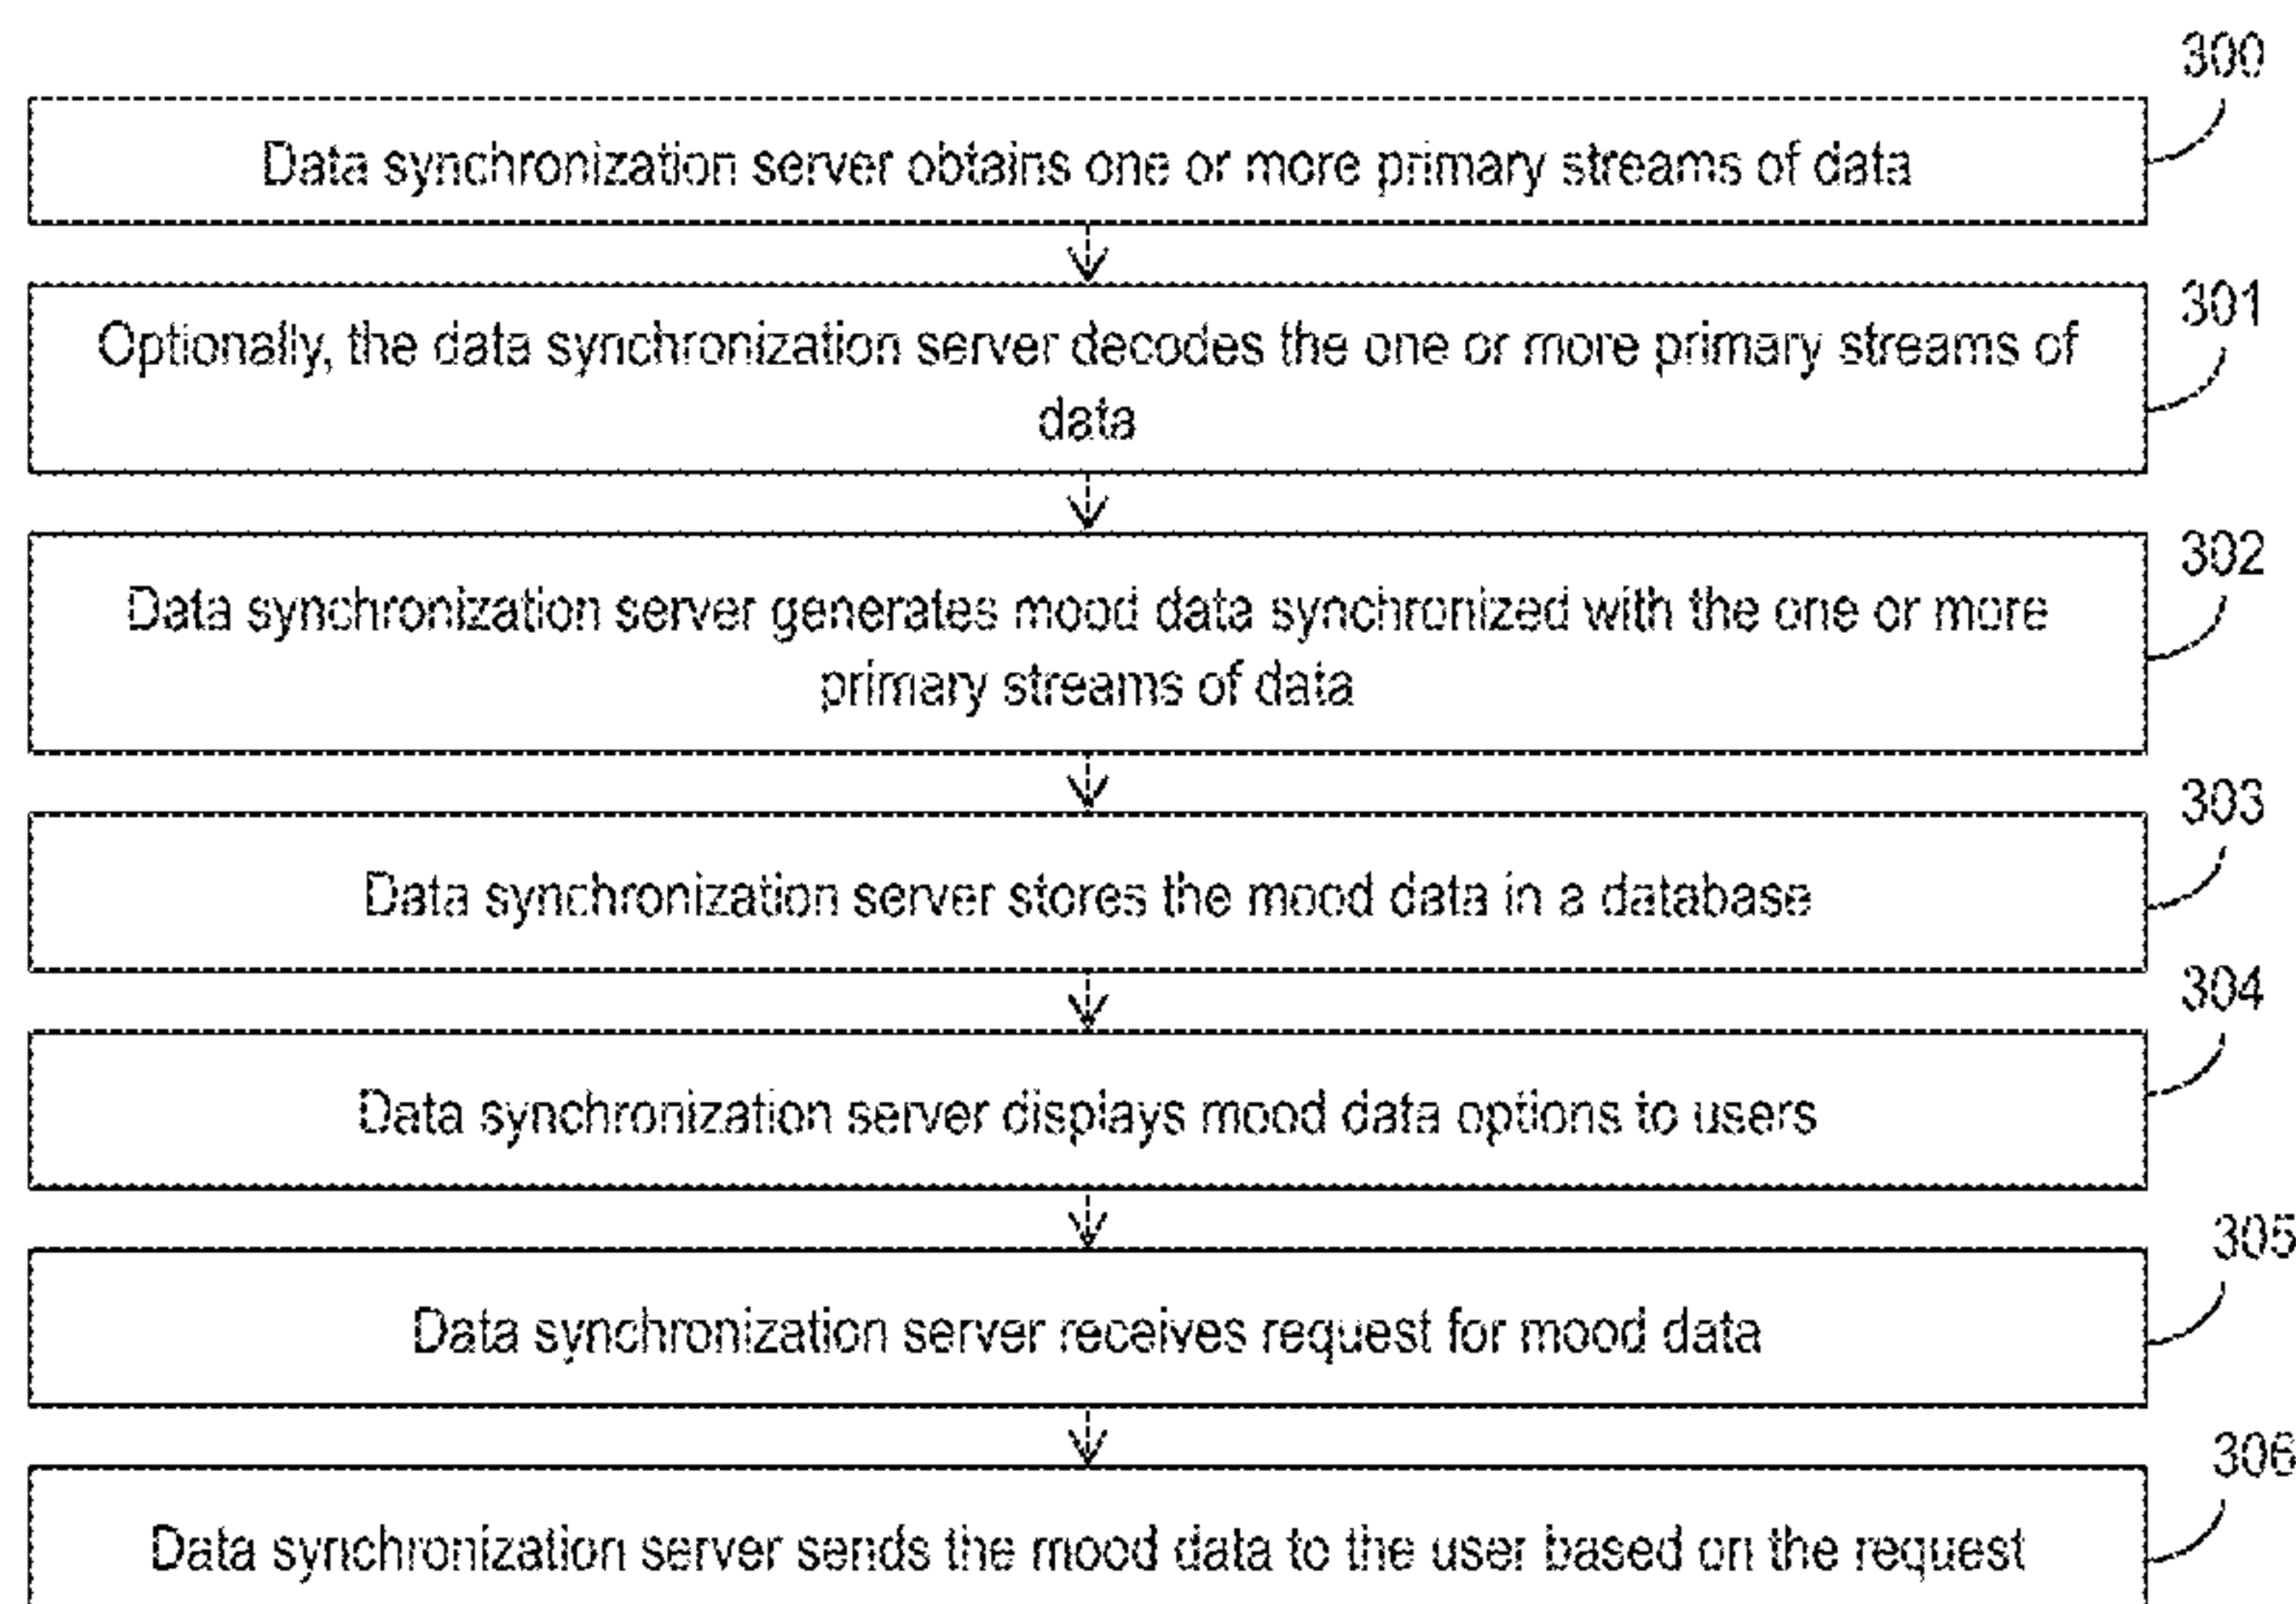 300
Data synchronization server obtains one or more primary streams of data
301
Optionally, the data synchronization server decodes the one or more primary streams of
data
302
Data synchronization server generates mood data synchronized with the one or more
primary streams of data
303
Data synchronization server stores the mood data in a database
304
Data synchronization server displays mood data options to users
305
Data synchronization server receives request for mood data
306
Data synchronization server sends the mood data to the user based on the request